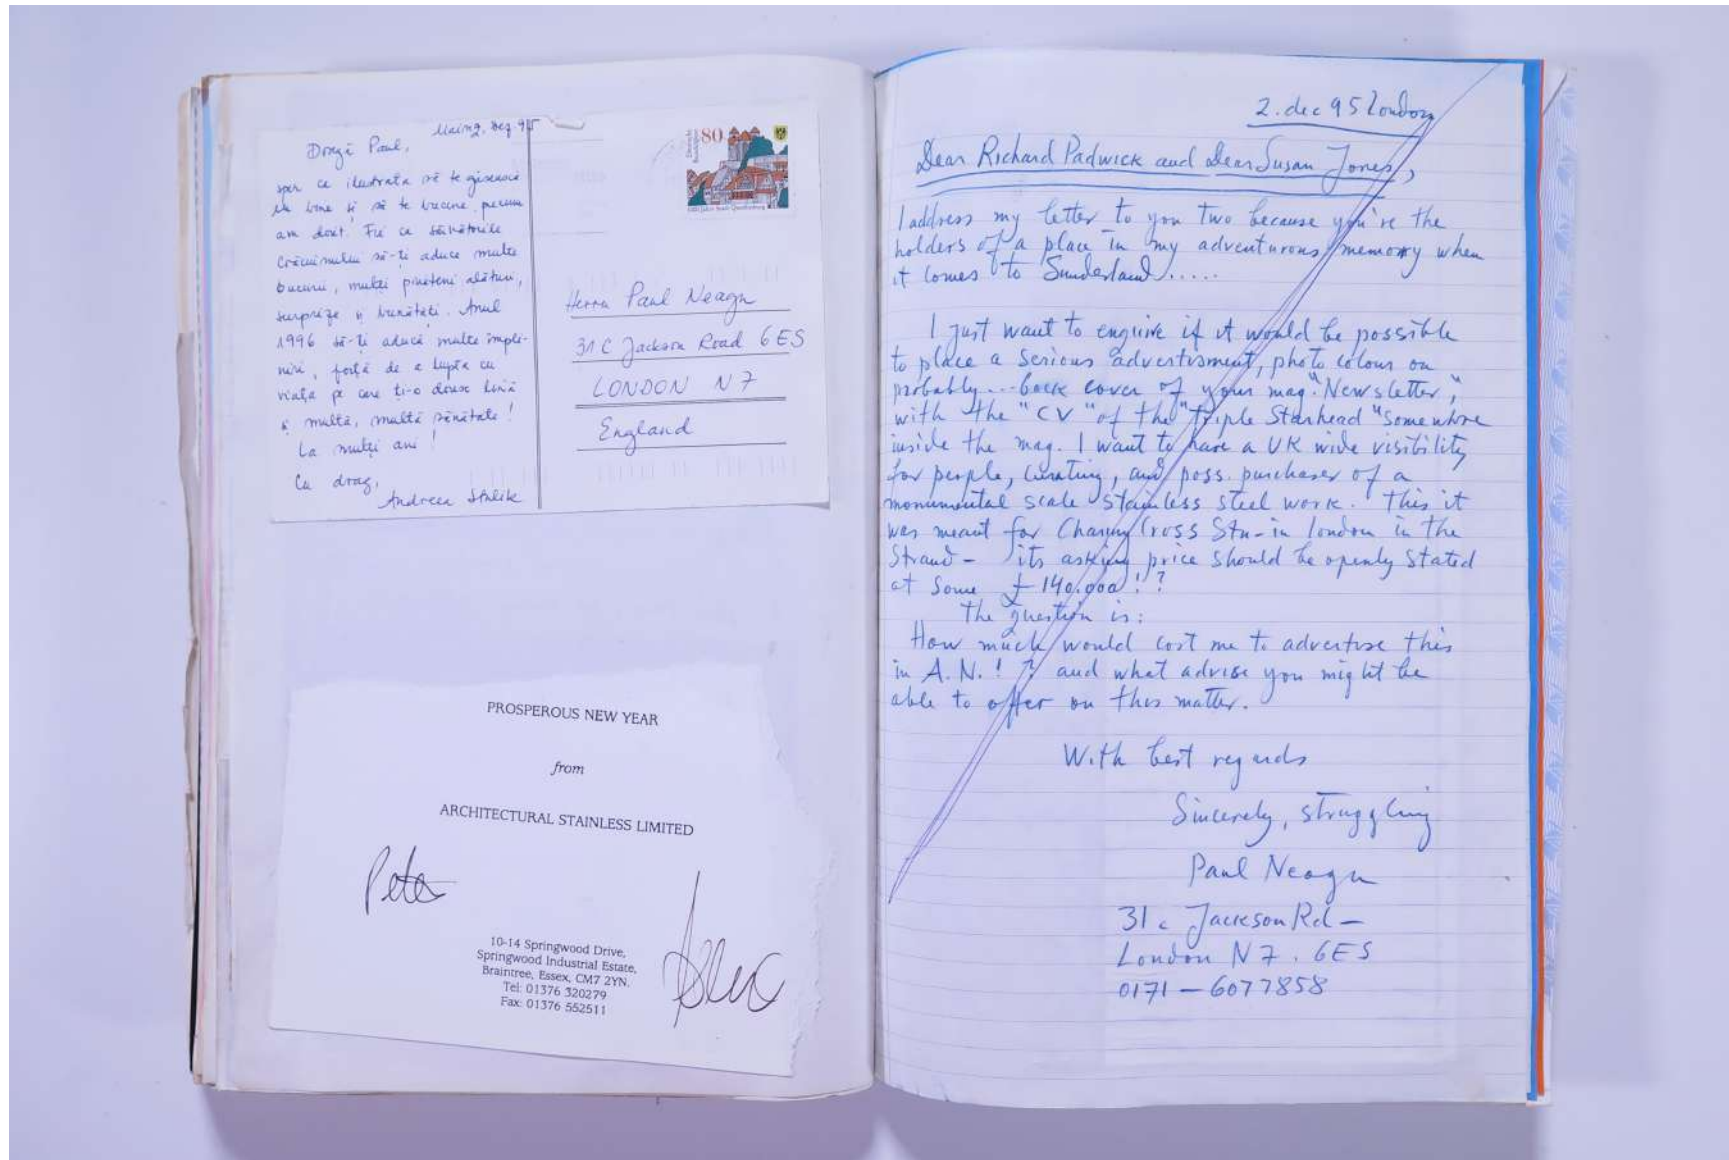 Mainz, Dez 95
Dragă Paul,
sper ca ilustrata să te găsească
în bine și să te bucure, precum
am dorit. Fie ca sărbătorile
Crăciunului să-ți aducă multe
bucurii, mulți prieteni alături,
surprize și bunătăți. Anul
1996 să-ți aducă multe împli-
niri, forță de a lupta cu
viața pe care ți-o doresc lină
și multă, multă sănătate!
La mulți ani!
Cu drag,
Andreea
80
Herrn Paul Neagu
31 C Jackson Road 6ES
LONDON N7
England
PROSPEROUS NEW YEAR
from
ARCHITECTURAL STAINLESS LIMITED
Peter
10-14 Springwood Drive,
Springwood Industrial Estate,
Braintree, Essex, CM7 2YN.
Tel: 01376 320279
Fax: 01376 552511
2. dec 95 London
Dear Richard Padwick and Dear Susan Jones,
I address my letter to you two because you're the
holders of a place in my adventurous memory when
it comes to Sunderland.....
I just want to enquire if it would be possible
to place a serious advertisment, photo colour on
probably... back cover of your mag. "Newsletter",
with the "CV" of the "Triple Starhead" somewhere
inside the mag. I want to have a UK wide visibility
for people, curating, and poss. purchaser of a
monumental scale stainless steel work. This it
was meant for Charing Cross Stn - in London in the
Strand - its asking price should be openly stated
at some £ 140.000!?
The question is:
How much would cost me to advertise this
in A.N.!? and what advise you might be
able to offer on this matter.
With best regards
Sincerely, struggling
Paul Neagu
31 c Jackson Rd -
London N7. 6ES
0171 - 6077858